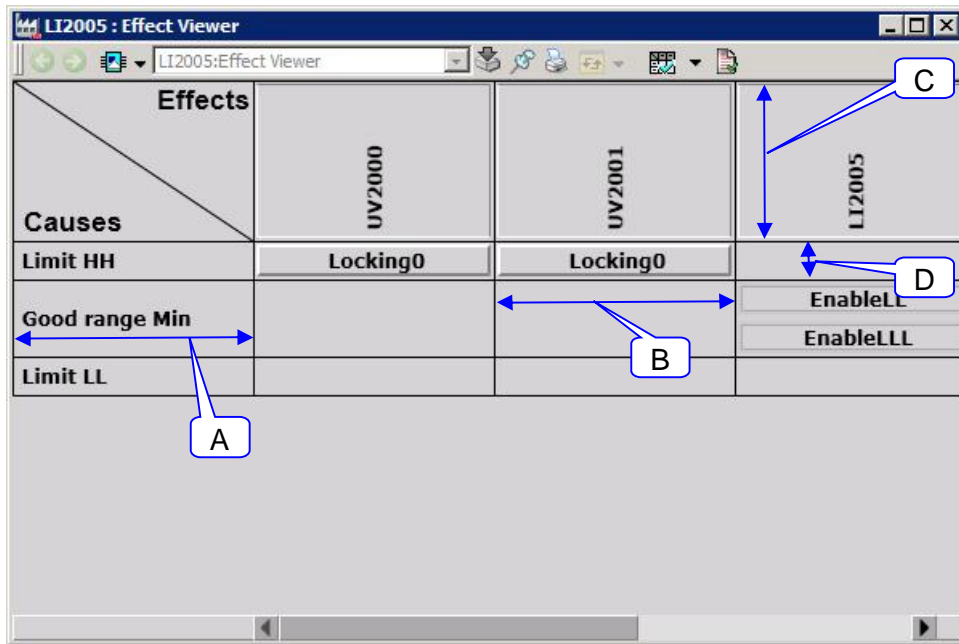 LI2005 : Effect Viewer
LI2005:Effect Viewer
Effects
Causes
UV2000
UV2001
LI2005
C
Limit HH
Locking0
Locking0
D
Good range Min
EnableLL
EnableLLL
B
Limit LL
A